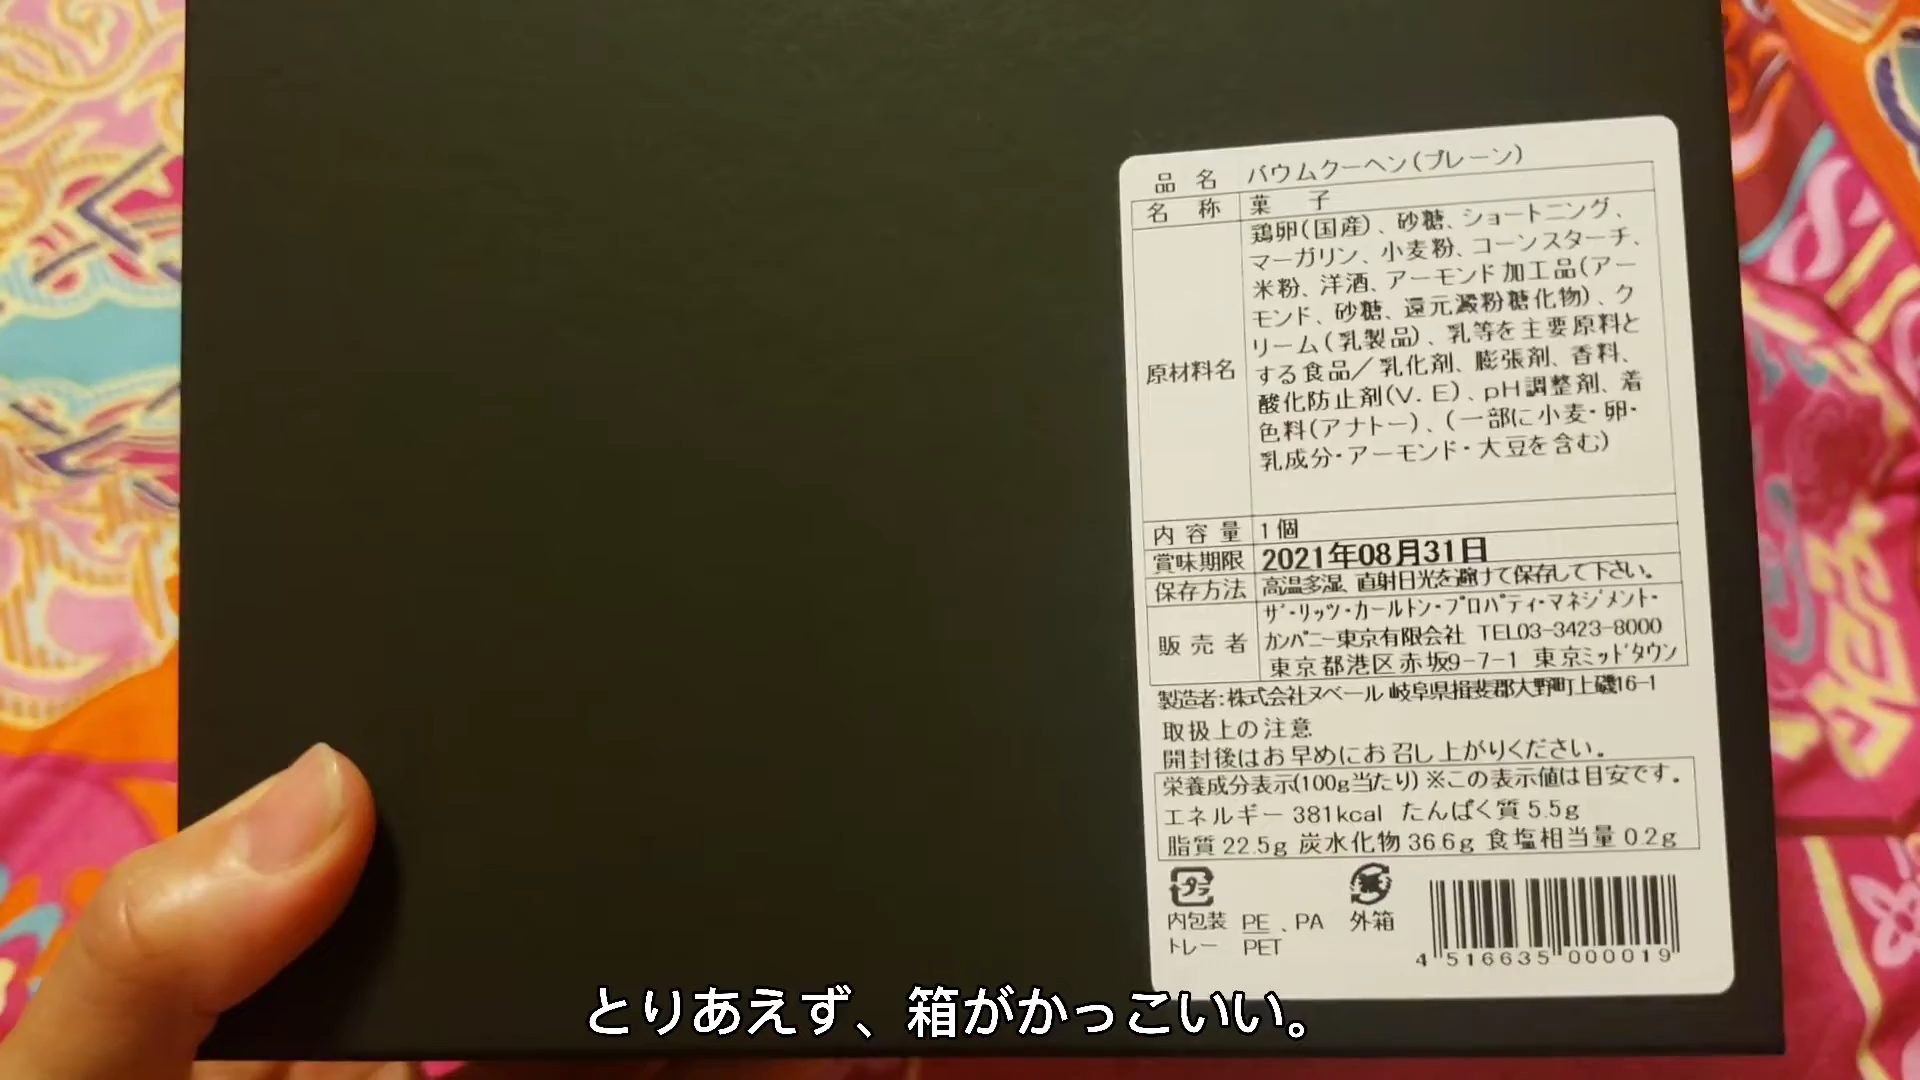 品名 バウムクーヘン(プレーン)
名称 菓子
原材料名
鶏卵(国産)、砂糖、ショートニング、
マーガリン、小麦粉、コーンスターチ、
米粉、洋酒、アーモンド加工品(アー
モンド、砂糖、還元澱粉糖化物)、ク
リーム(乳製品)、乳等を主要原料と
する食品/乳化剤、膨張剤、香料、
酸化防止剤(V.E)、pH調整剤、着
色料(アナトー)、(一部に小麦・卵・
乳成分・アーモンド・大豆を含む)
内容量 1個
賞味期限 2021年08月31日
保存方法 高温多湿、直射日光を避けて保存して下さい。
販売者
ザ・リッツ・カールトン・プロパティ・マネジメント・
カンパニー東京有限会社 TEL03-3423-8000
東京都港区赤坂9-7-1 東京ミッドタウン
製造者:株式会社ヌベール 岐阜県揖斐郡大野町上磯16-1
取扱上の注意
開封後はお早めにお召し上がりください。
栄養成分表示(100g当たり)※この表示値は目安です。
エネルギー 381kcal たんぱく質 5.5g
脂質 22.5g 炭水化物 36.6g 食塩相当量 0.2g
プラ
内包装 PE、PA 外箱
トレー PET
4 516635 000019
とりあえず、箱がかっこいい。